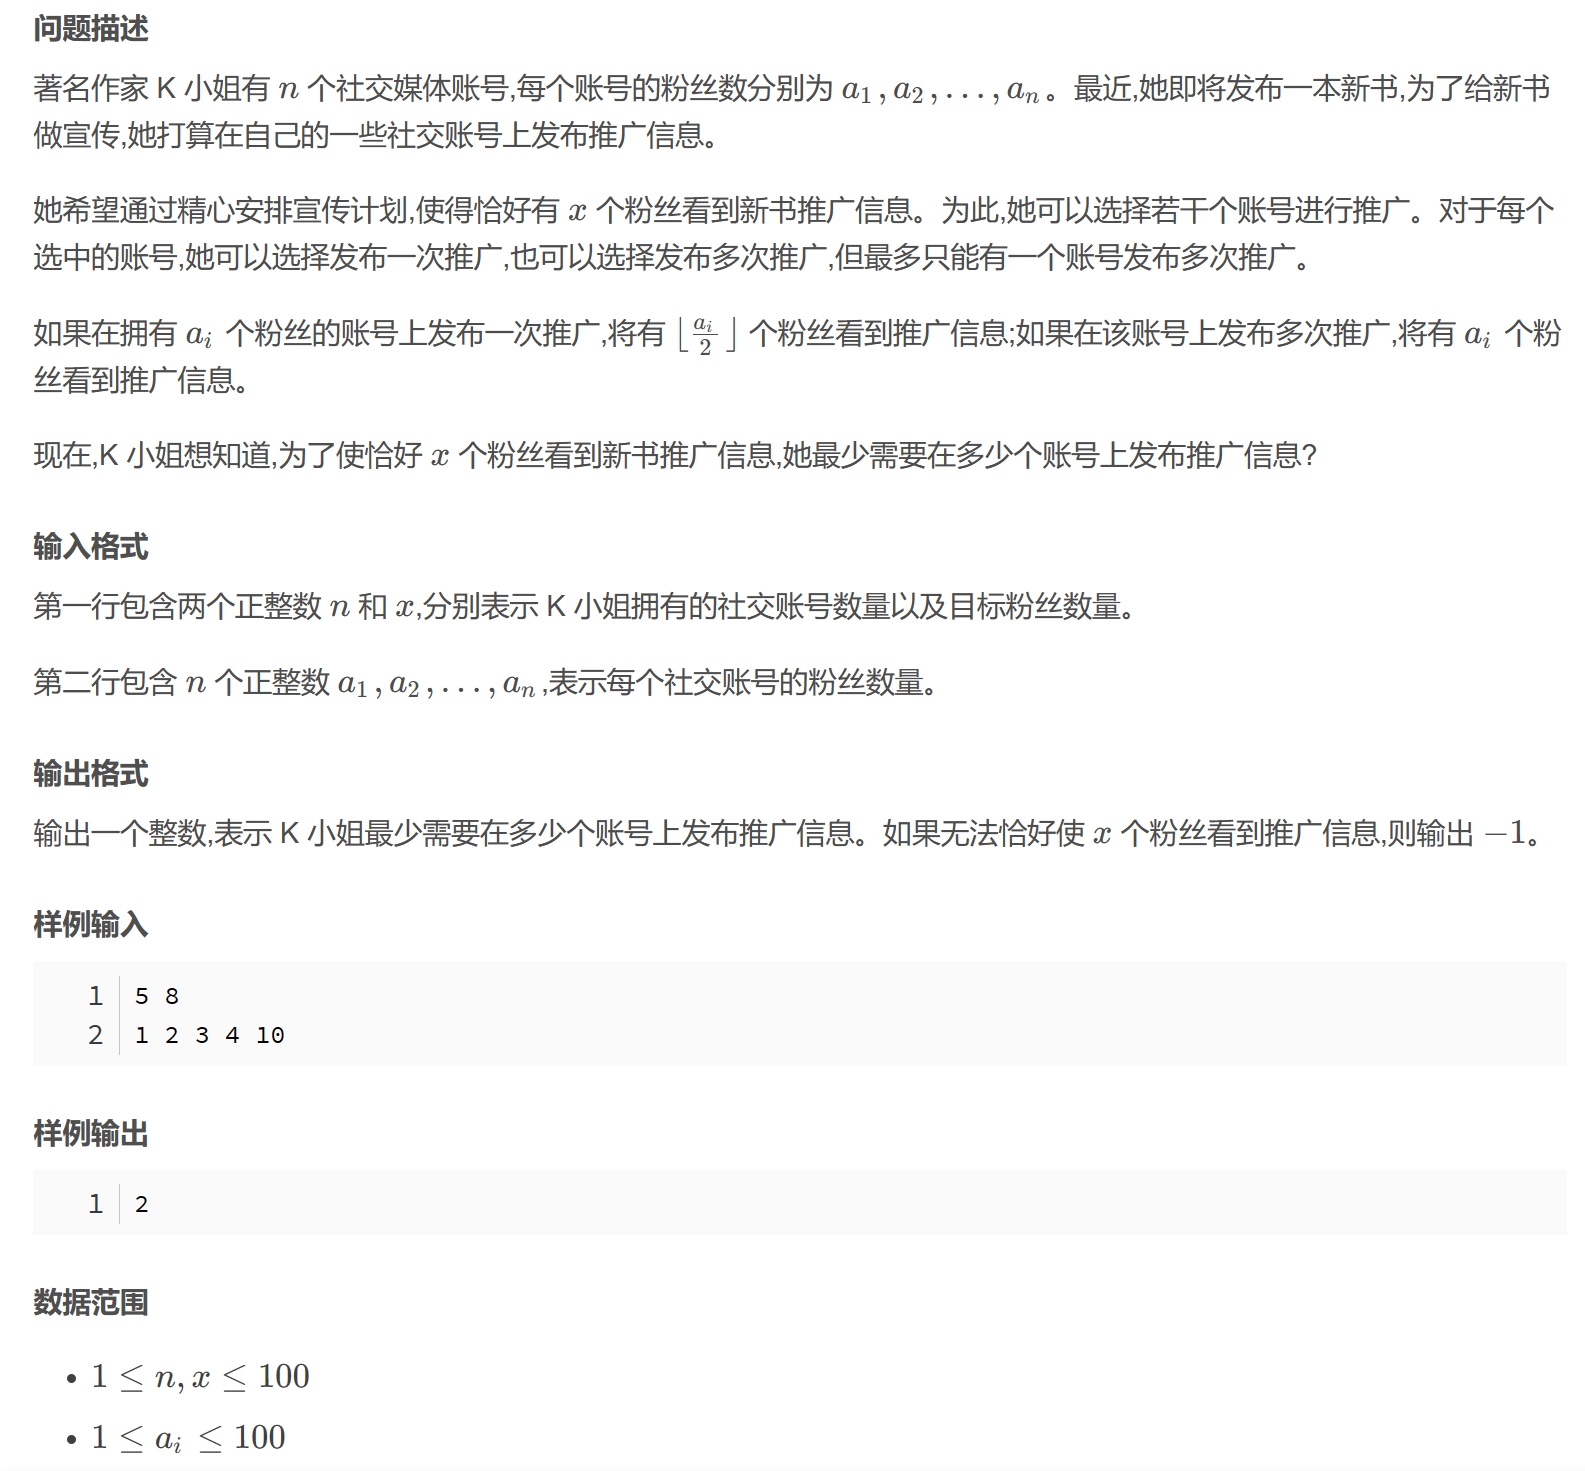 问题描述
著名作家 K 小姐有 n 个社交媒体账号,每个账号的粉丝数分别为 a₁, a₂, . . . , aₙ。最近,她即将发布一本新书,为了给新书
做宣传,她打算在自己的一些社交账号上发布推广信息。
她希望通过精心安排宣传计划,使得恰好有 x 个粉丝看到新书推广信息。为此,她可以选择若干个账号进行推广。对于每个
选中的账号,她可以选择发布一次推广,也可以选择发布多次推广,但最多只能有一个账号发布多次推广。
如果在拥有 aᵢ 个粉丝的账号上发布一次推广,将有 ⌊aᵢ/2⌋ 个粉丝看到推广信息;如果在该账号上发布多次推广,将有 aᵢ 个粉
丝看到推广信息。
现在,K 小姐想知道,为了使恰好 x 个粉丝看到新书推广信息,她最少需要在多少个账号上发布推广信息?
输入格式
第一行包含两个正整数 n 和 x,分别表示 K 小姐拥有的社交账号数量以及目标粉丝数量。
第二行包含 n 个正整数 a₁, a₂, . . . , aₙ,表示每个社交账号的粉丝数量。
输出格式
输出一个整数,表示 K 小姐最少需要在多少个账号上发布推广信息。如果无法恰好使 x 个粉丝看到推广信息,则输出 −1。
样例输入
1 5 8
2 1 2 3 4 10
样例输出
1 2
数据范围
• 1 ≤ n, x ≤ 100
• 1 ≤ aᵢ ≤ 100